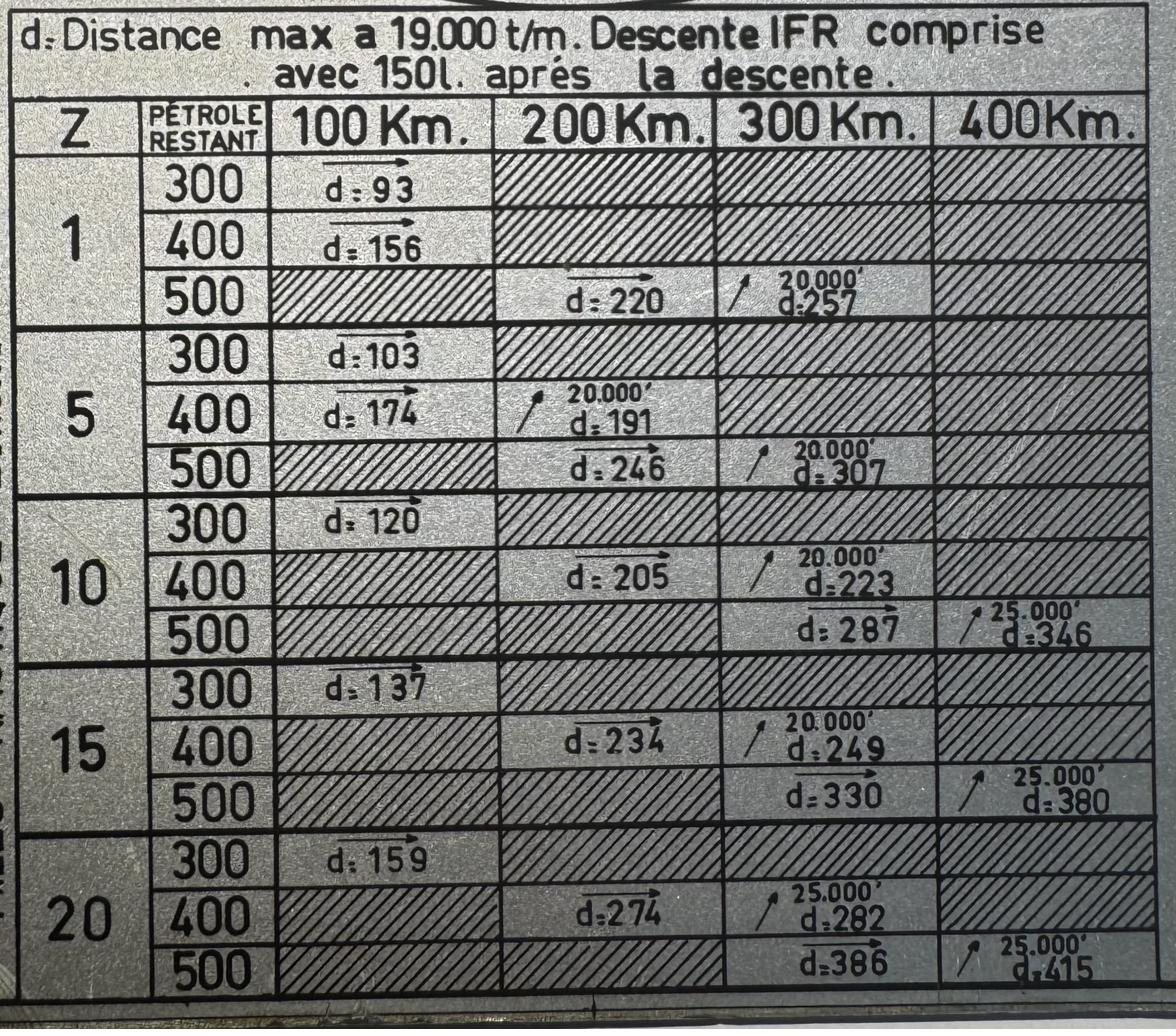 d=Distance max a 19.000 t/m. Descente IFR comprise
avec 150l. aprés la descente.
Z PÉTROLE RESTANT 100 Km. 200 Km. 300 Km. 400Km.
1
300 d=93
400 d=156
500 d=220 20.000' d=257
5
300 d=103
400 d=174 20.000' d=191
500 d=246 20.000' d=307
10
300 d=120
400 d=205 20.000' d=223
500 d=287 25.000' d=346
15
300 d=137
400 d=234 20.000' d=249
500 d=330 25.000' d=380
20
300 d=159
400 d=274 25.000' d=282
500 d=386 25.000' d=415